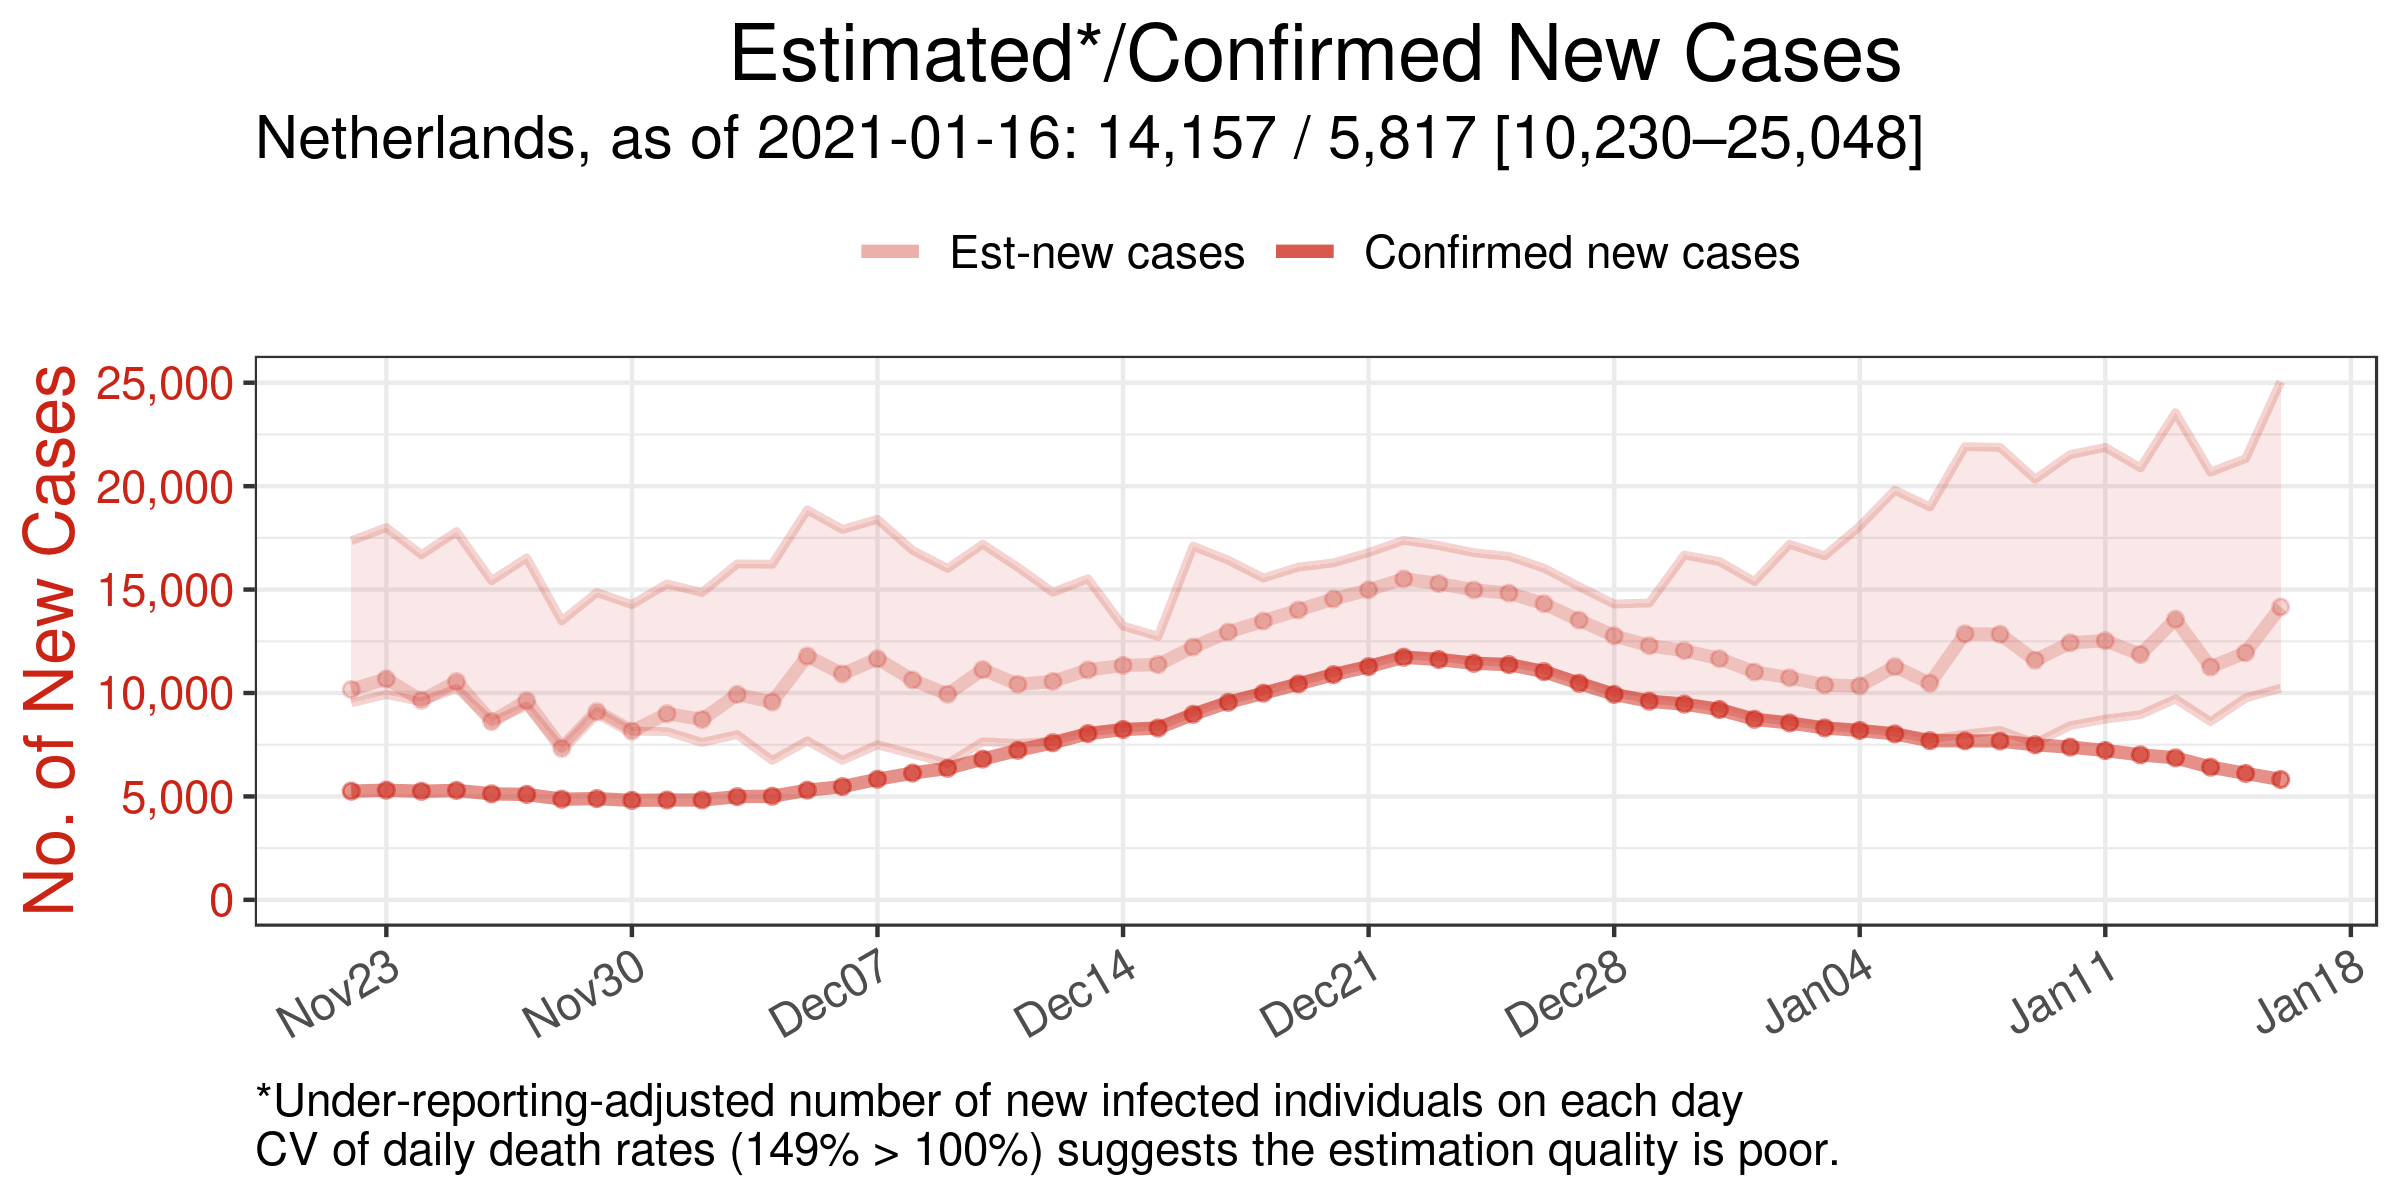 Estimated*/Confirmed New Cases
Netherlands, as of 2021-01-16: 14,157 / 5,817 [10,230–25,048]
Est-new cases
Confirmed new cases
No. of New Cases
25,000
20,000
15,000
10,000
5,000
0
Nov23
Nov30
Dec07
Dec14
Dec21
Dec28
Jan04
Jan11
Jan18
*Under-reporting-adjusted number of new infected individuals on each day
CV of daily death rates (149% > 100%) suggests the estimation quality is poor.